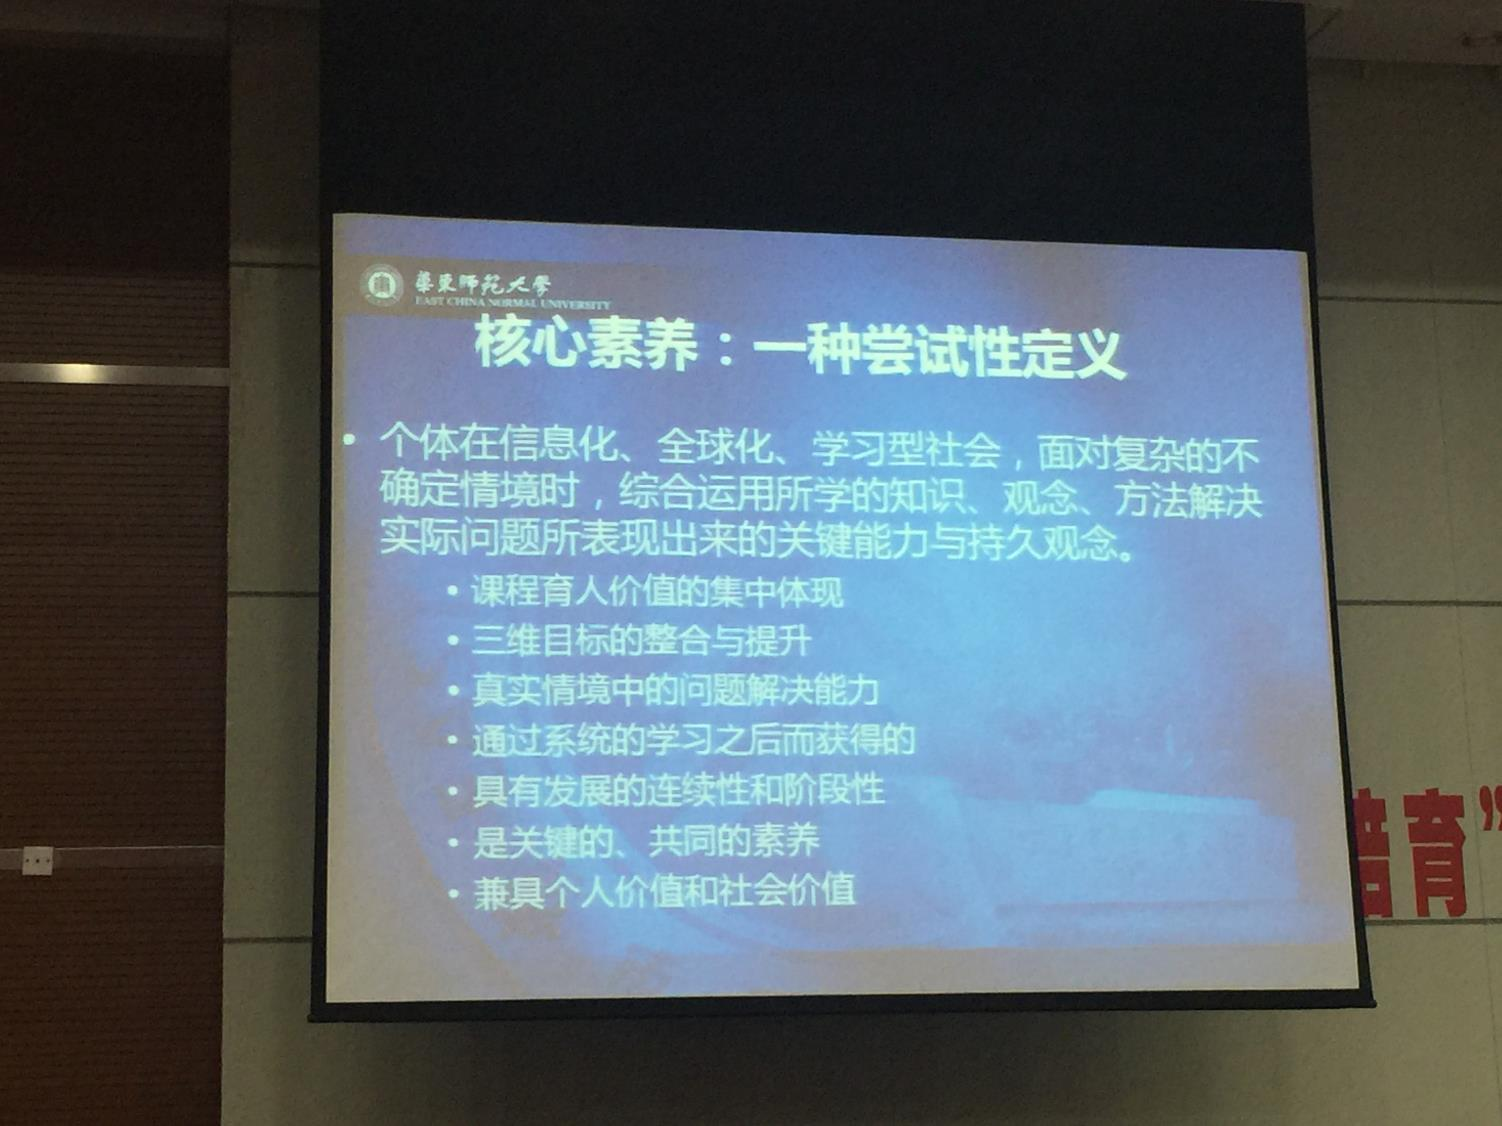 華東师范大學
EAST CHINA NORMAL UNIVERSITY
核心素养：一种尝试性定义
• 个体在信息化、全球化、学习型社会，面对复杂的不
确定情境时，综合运用所学的知识、观念、方法解决
实际问题所表现出来的关键能力与持久观念。
• 课程育人价值的集中体现
• 三维目标的整合与提升
• 真实情境中的问题解决能力
• 通过系统的学习之后而获得的
• 具有发展的连续性和阶段性
• 是关键的、共同的素养
• 兼具个人价值和社会价值
培育”